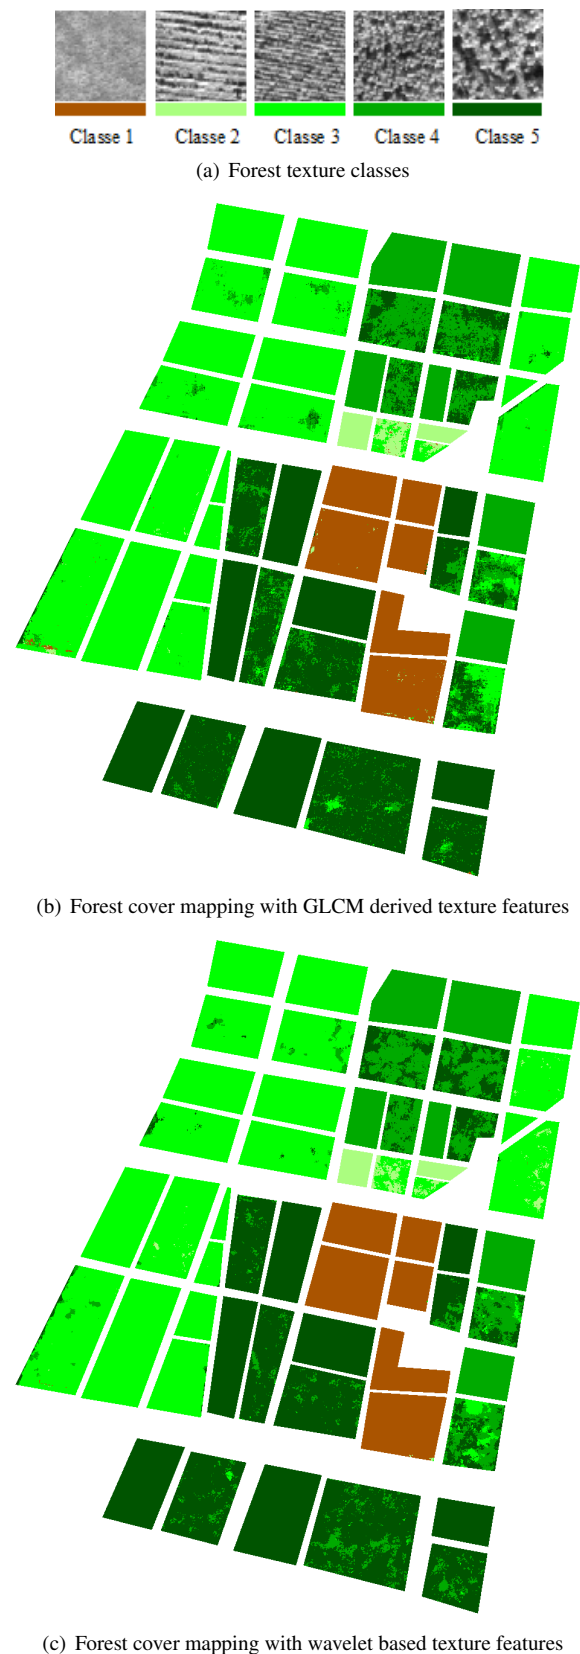 Classe 1 Classe 2 Classe 3 Classe 4 Classe 5
(a) Forest texture classes
(b) Forest cover mapping with GLCM derived texture features
(c) Forest cover mapping with wavelet based texture features